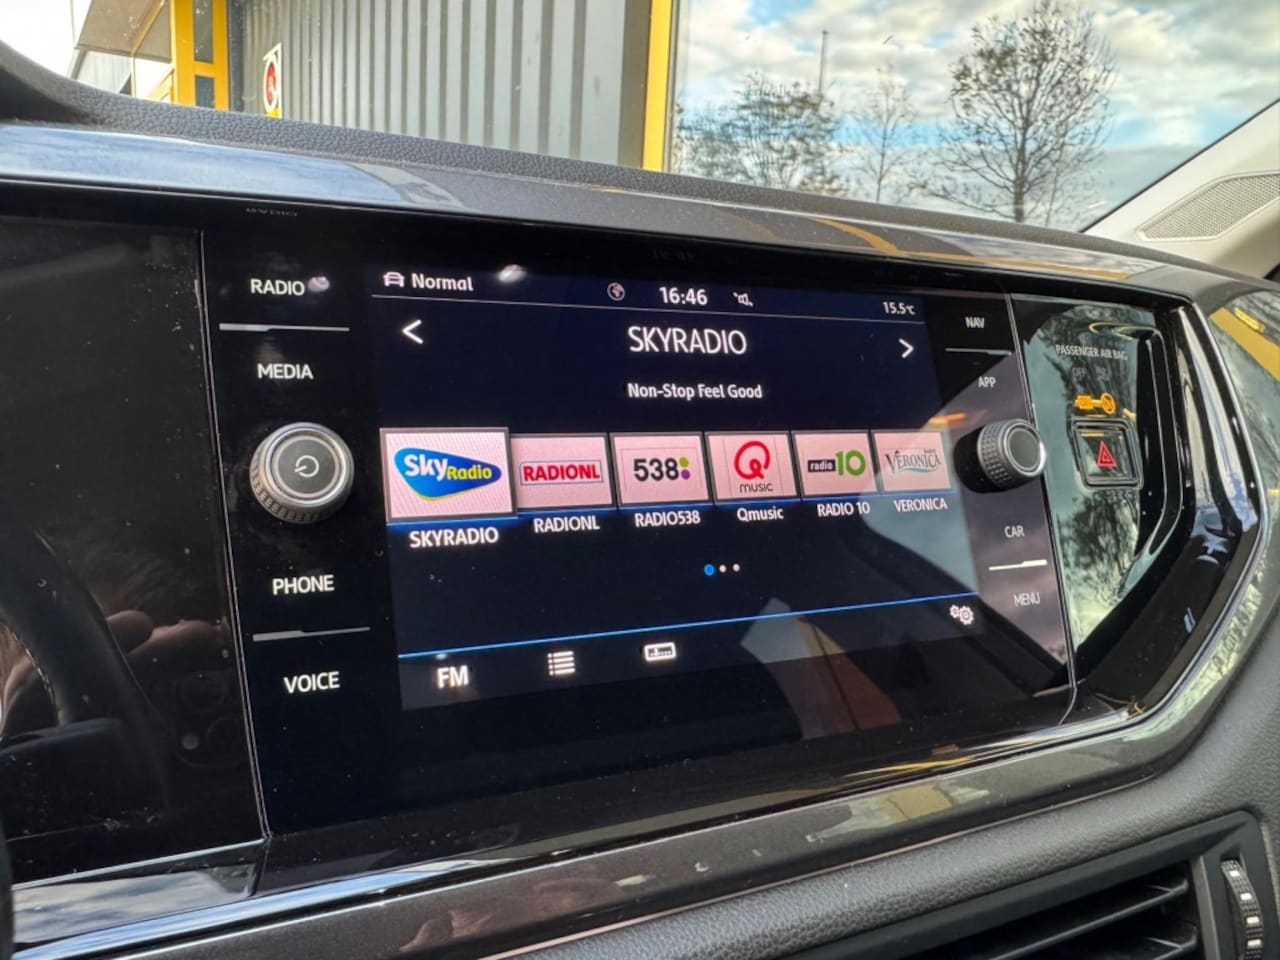 RADIO
MEDIA
PHONE
VOICE
Normal
16:46
15.5°C
SKYRADIO
Non-Stop Feel Good
Sky Radio
RADIONL
538
Q
music
radio 10
VERONICA
SKYRADIO
RADIONL
RADIO538
Qmusic
RADIO 10
VERONICA
FM
NAV
APP
CAR
MENU
PASSENGER AIR BAG
OFF